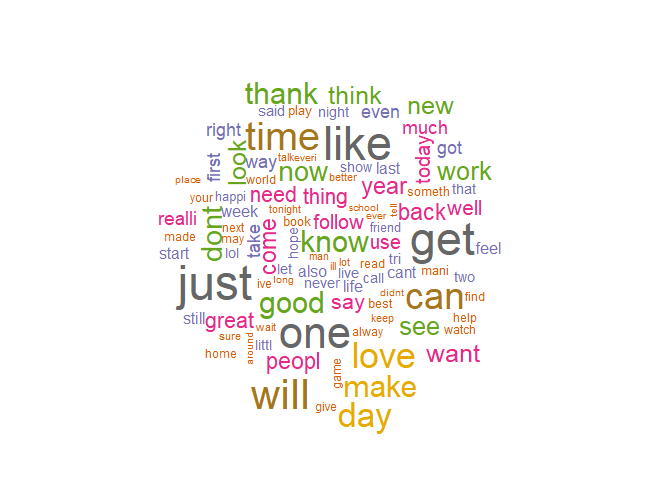 thank think
said play night even new
right time like much
first look way talkeveri show last today got
place world now better work
your happi need thing year someth that
realli week tonight book school ever tell back well
made dont next take come hope follow friend
start may know use get feel
lol man ill lot read tri
just ive long let also live call cant mani two
never life didnt can find
still good say best
great wait one keep alway see help watch
sure littl
home around peopl love want
game make
will give day